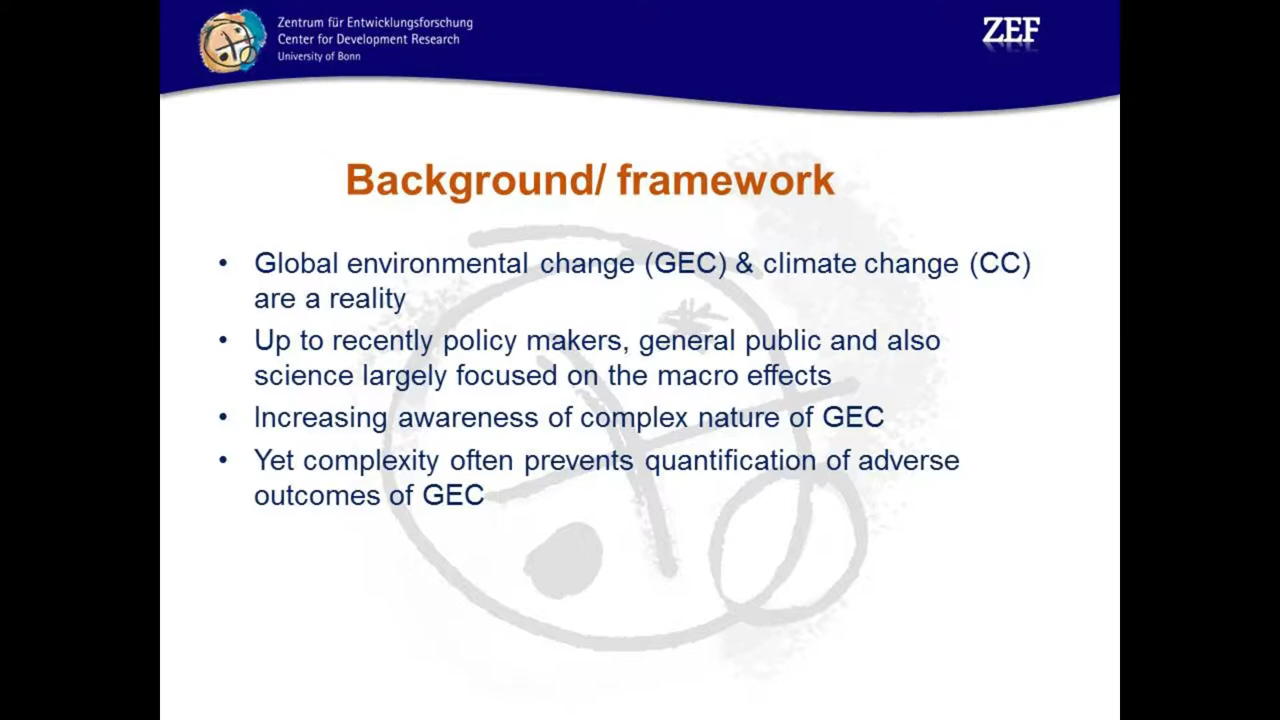 Zentrum für Entwicklungsforschung
Center for Development Research
University of Bonn
ZEF
Background/ framework
• Global environmental change (GEC) & climate change (CC)
are a reality
• Up to recently policy makers, general public and also
science largely focused on the macro effects
• Increasing awareness of complex nature of GEC
• Yet complexity often prevents quantification of adverse
outcomes of GEC